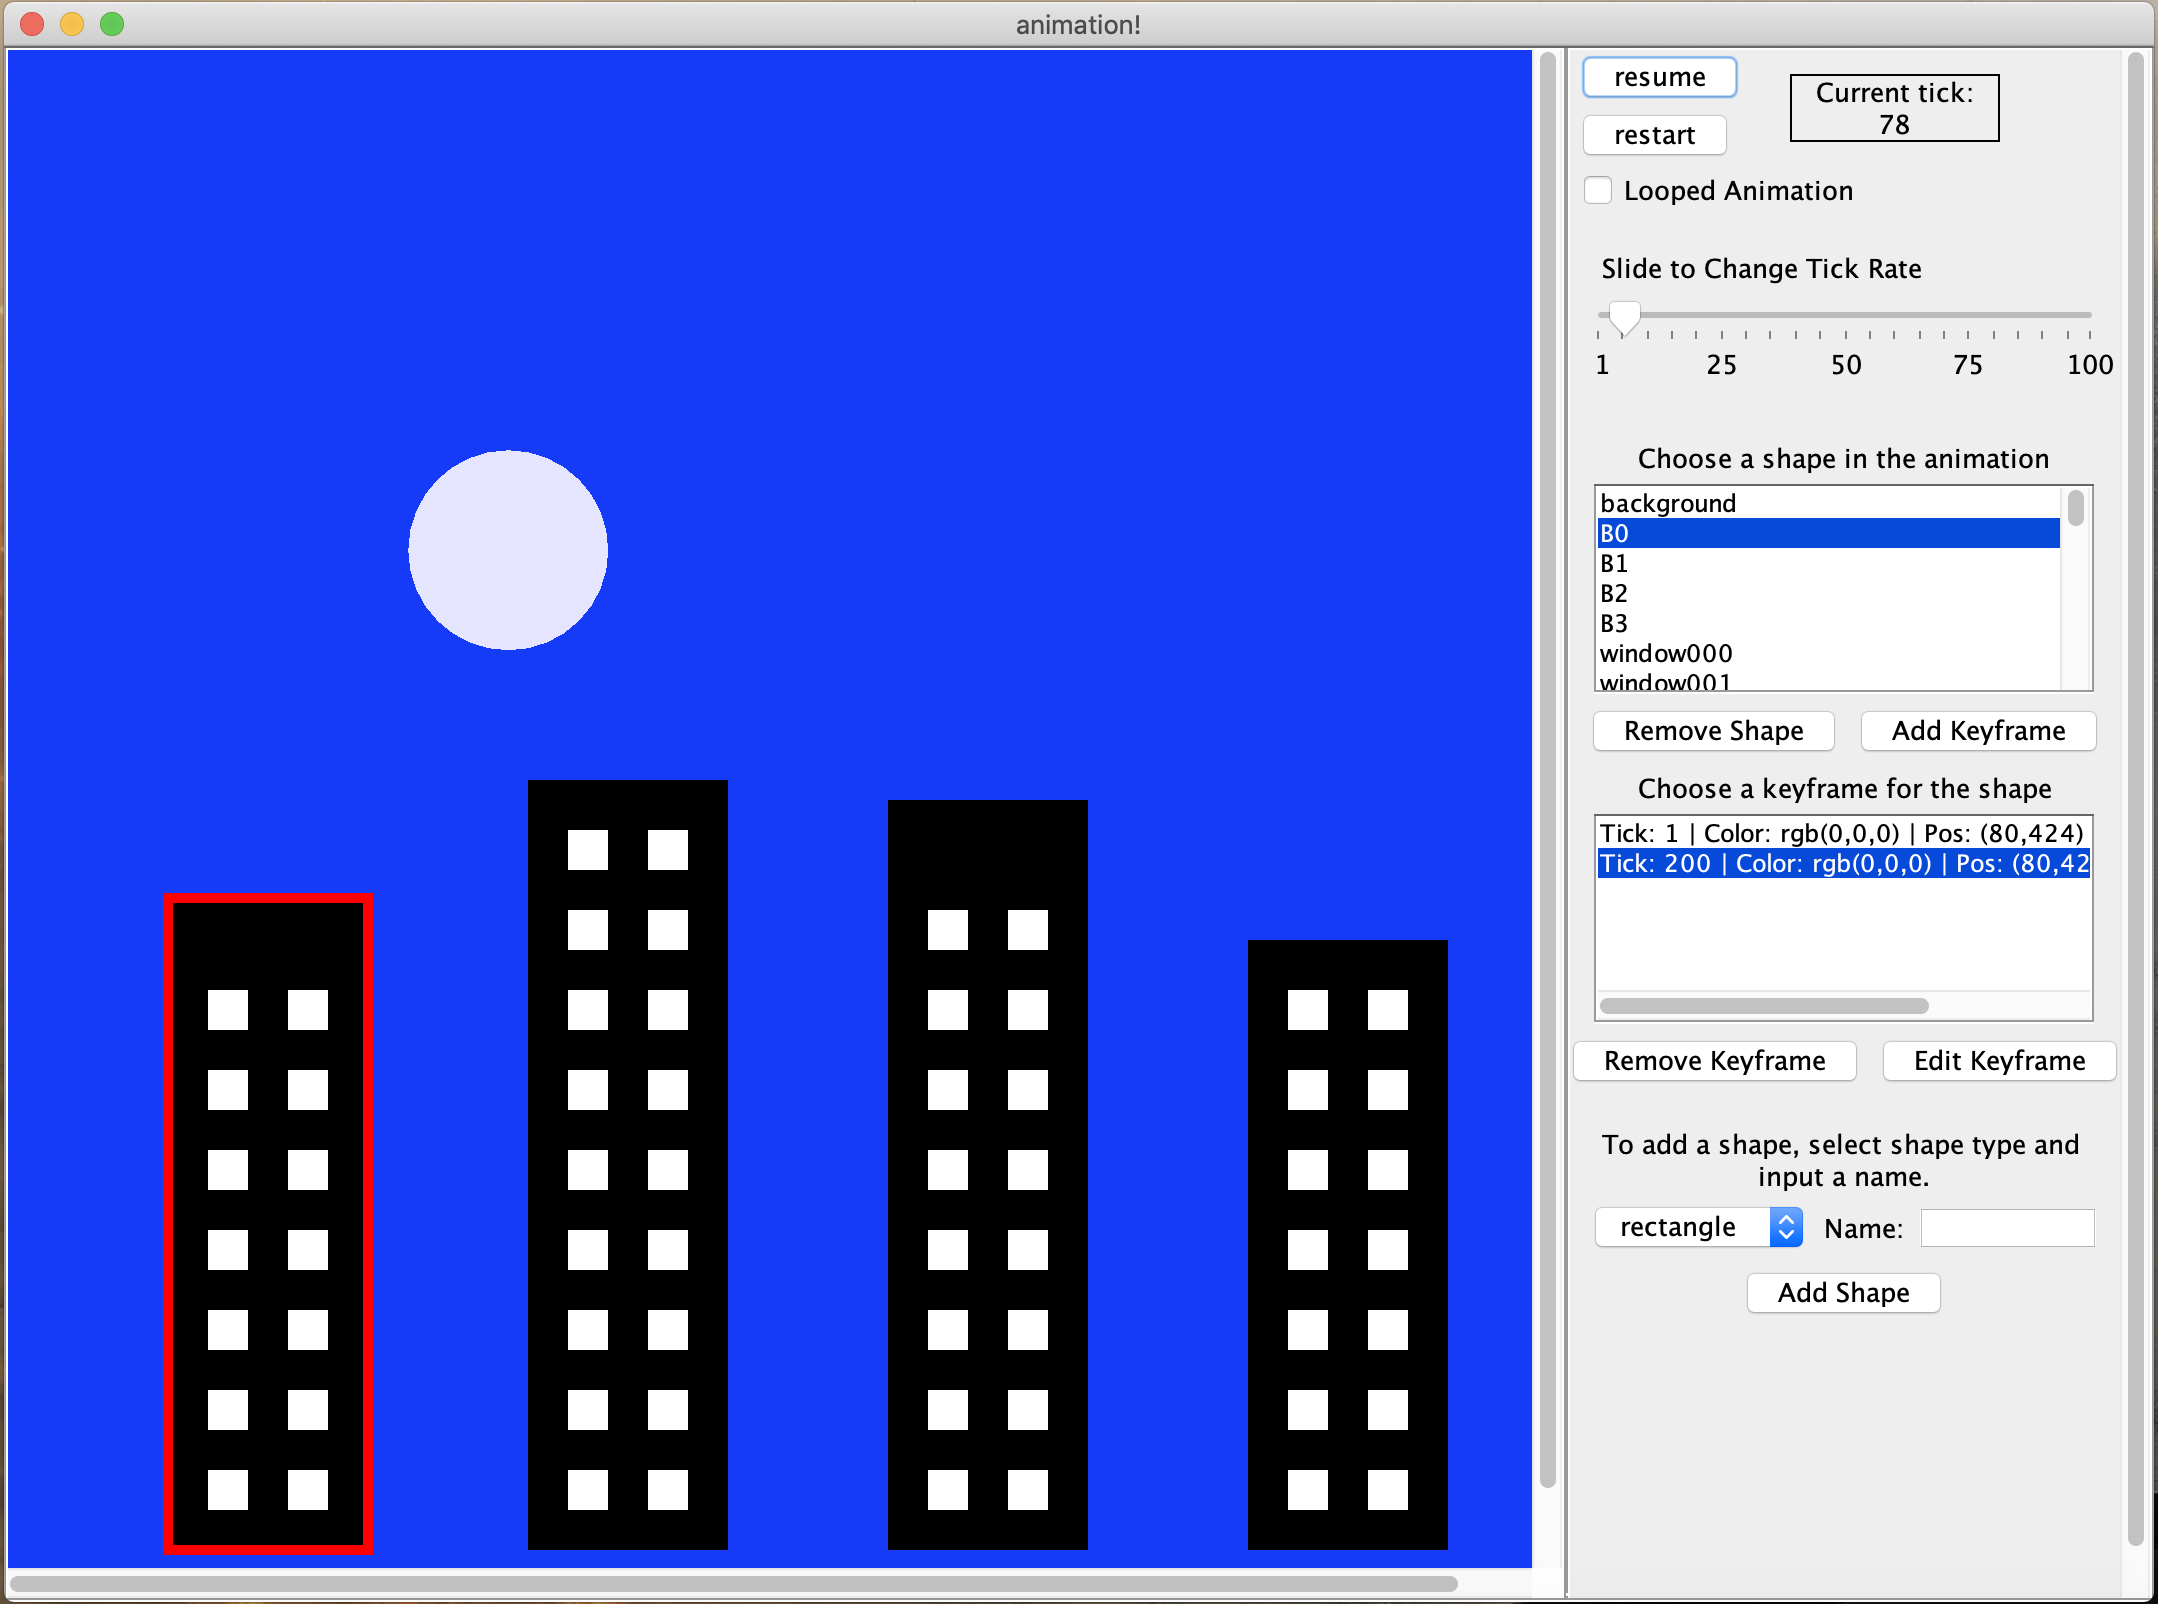 animation!
resume
Current tick:
78
restart
Looped Animation
Slide to Change Tick Rate
1 25 50 75 100
Choose a shape in the animation
background
B0
B1
B2
B3
window000
window001
Remove Shape
Add Keyframe
Choose a keyframe for the shape
Tick: 1 | Color: rgb(0,0,0) | Pos: (80,424)
Tick: 200 | Color: rgb(0,0,0) | Pos: (80,42
Remove Keyframe
Edit Keyframe
To add a shape, select shape type and
input a name.
rectangle
Name:
Add Shape